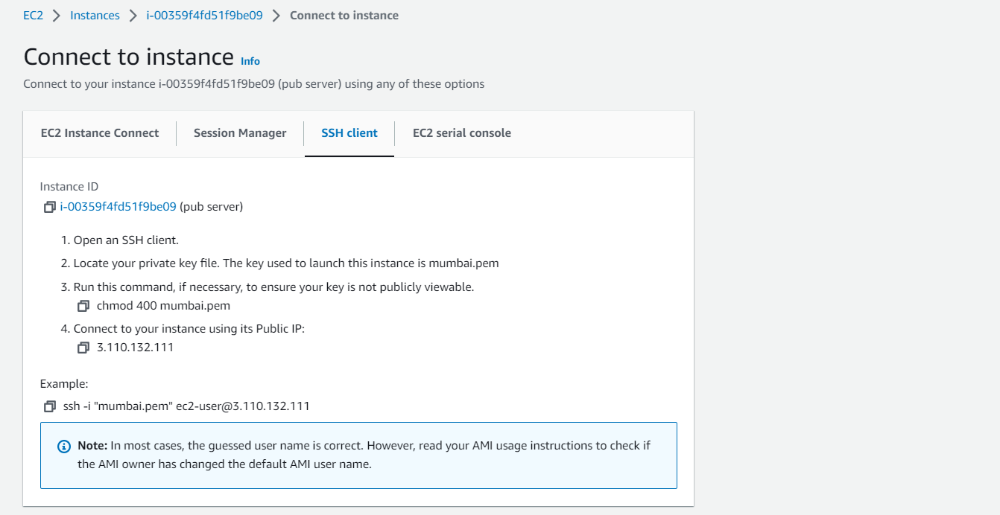 EC2 > Instances > i-00359f4fd51f9be09 > Connect to instance
Connect to instance Info
Connect to your instance i-00359f4fd51f9be09 (pub server) using any of these options
EC2 Instance Connect Session Manager SSH client EC2 serial console
Instance ID
i-00359f4fd51f9be09 (pub server)
1. Open an SSH client.
2. Locate your private key file. The key used to launch this instance is mumbai.pem
3. Run this command, if necessary, to ensure your key is not publicly viewable.
chmod 400 mumbai.pem
4. Connect to your instance using its Public IP:
3.110.132.111
Example:
ssh -i "mumbai.pem" ec2-user@3.110.132.111
Note: In most cases, the guessed user name is correct. However, read your AMI usage instructions to check if
the AMI owner has changed the default AMI user name.